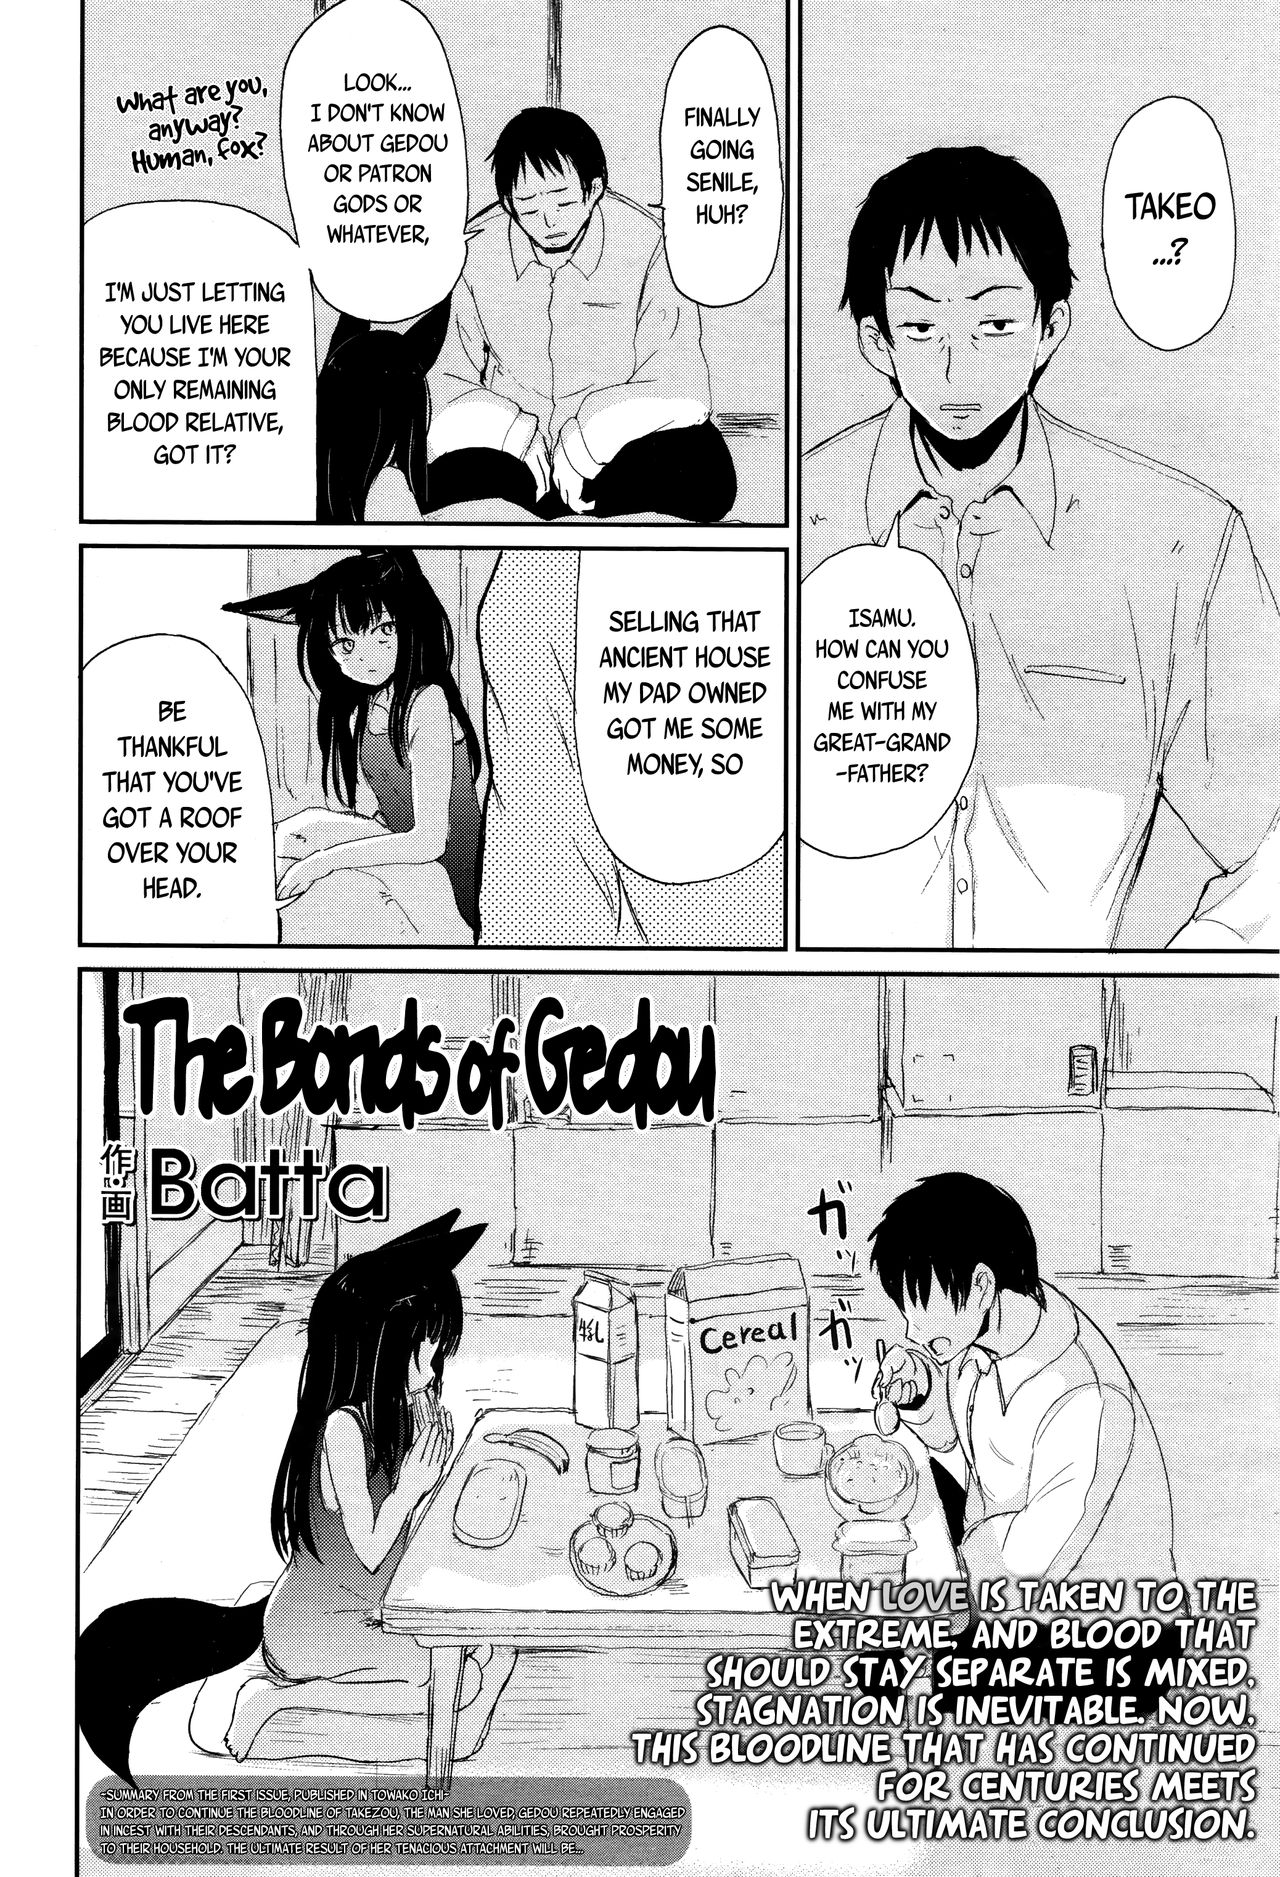 TAKEO
...?
ISAMU.
HOW CAN YOU
CONFUSE
ME WITH MY
GREAT-GRAND
-FATHER?
FINALLY
GOING
SENILE,
HUH?
LOOK...
I DON'T KNOW
ABOUT GEDOU
OR PATRON
GODS OR
WHATEVER,
What are you,
anyway?
Human, fox?
I'M JUST LETTING
YOU LIVE HERE
BECAUSE I'M YOUR
ONLY REMAINING
BLOOD RELATIVE,
GOT IT?
SELLING THAT
ANCIENT HOUSE
MY DAD OWNED
GOT ME SOME
MONEY, SO
BE
THANKFUL
THAT YOU'VE
GOT A ROOF
OVER YOUR
HEAD.
The Bonds of Gedou
作・画 Batta
ガッ
ガッ
牛乳
Cereal
WHEN LOVE IS TAKEN TO THE
EXTREME, AND BLOOD THAT
SHOULD STAY SEPARATE IS MIXED,
STAGNATION IS INEVITABLE. NOW,
THIS BLOODLINE THAT HAS CONTINUED
FOR CENTURIES MEETS
ITS ULTIMATE CONCLUSION.
-SUMMARY FROM THE FIRST ISSUE, PUBLISHED IN TOWAKO ICHI-
IN ORDER TO CONTINUE THE BLOODLINE OF TAKEZOU, THE MAN SHE LOVED, GEDOU REPEATEDLY ENGAGED
IN INCEST WITH THEIR DESCENDANTS, AND THROUGH HER SUPERNATURAL ABILITIES, BROUGHT PROSPERITY
TO THEIR HOUSEHOLD. THE ULTIMATE RESULT OF HER TENACIOUS ATTACHMENT WILL BE...